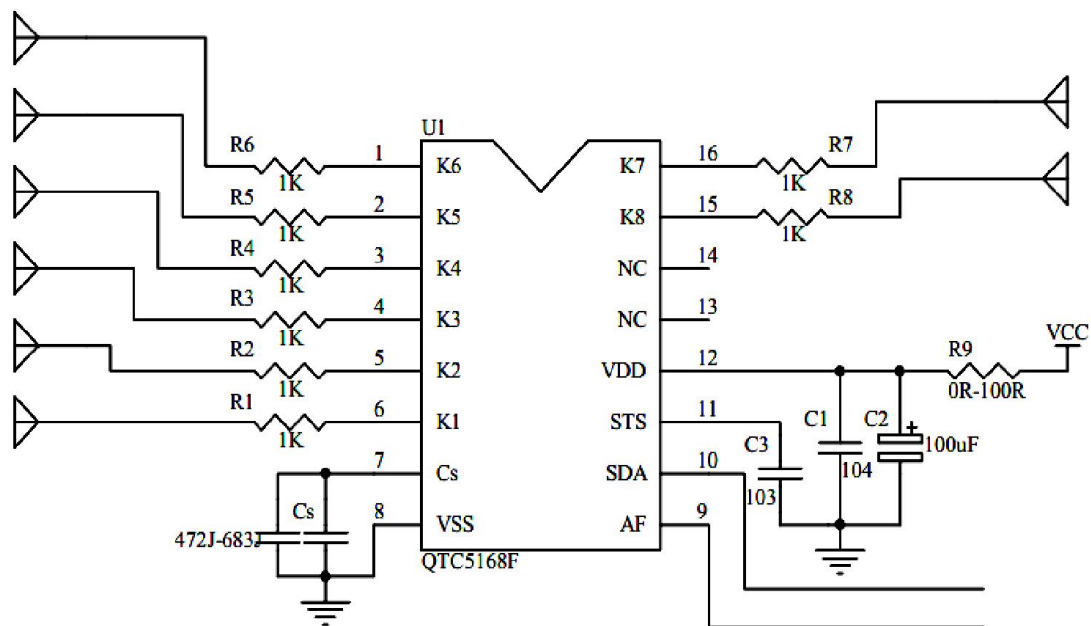 U1
R6 1 K6 K7 16 R7
1K 1K
R5 2 K5 K8 15 R8
1K 1K
R4 3 K4 NC 14
1K
R3 4 K3 NC 13
1K
VCC
R2 5 K2 VDD 12 R9
1K 0R-100R
R1 6 K1 STS 11 C1 C2 +
1K C3 100uF
7 Cs SDA 10 104
103
Cs 8 VSS AF 9
472J-683J
QTC5168F